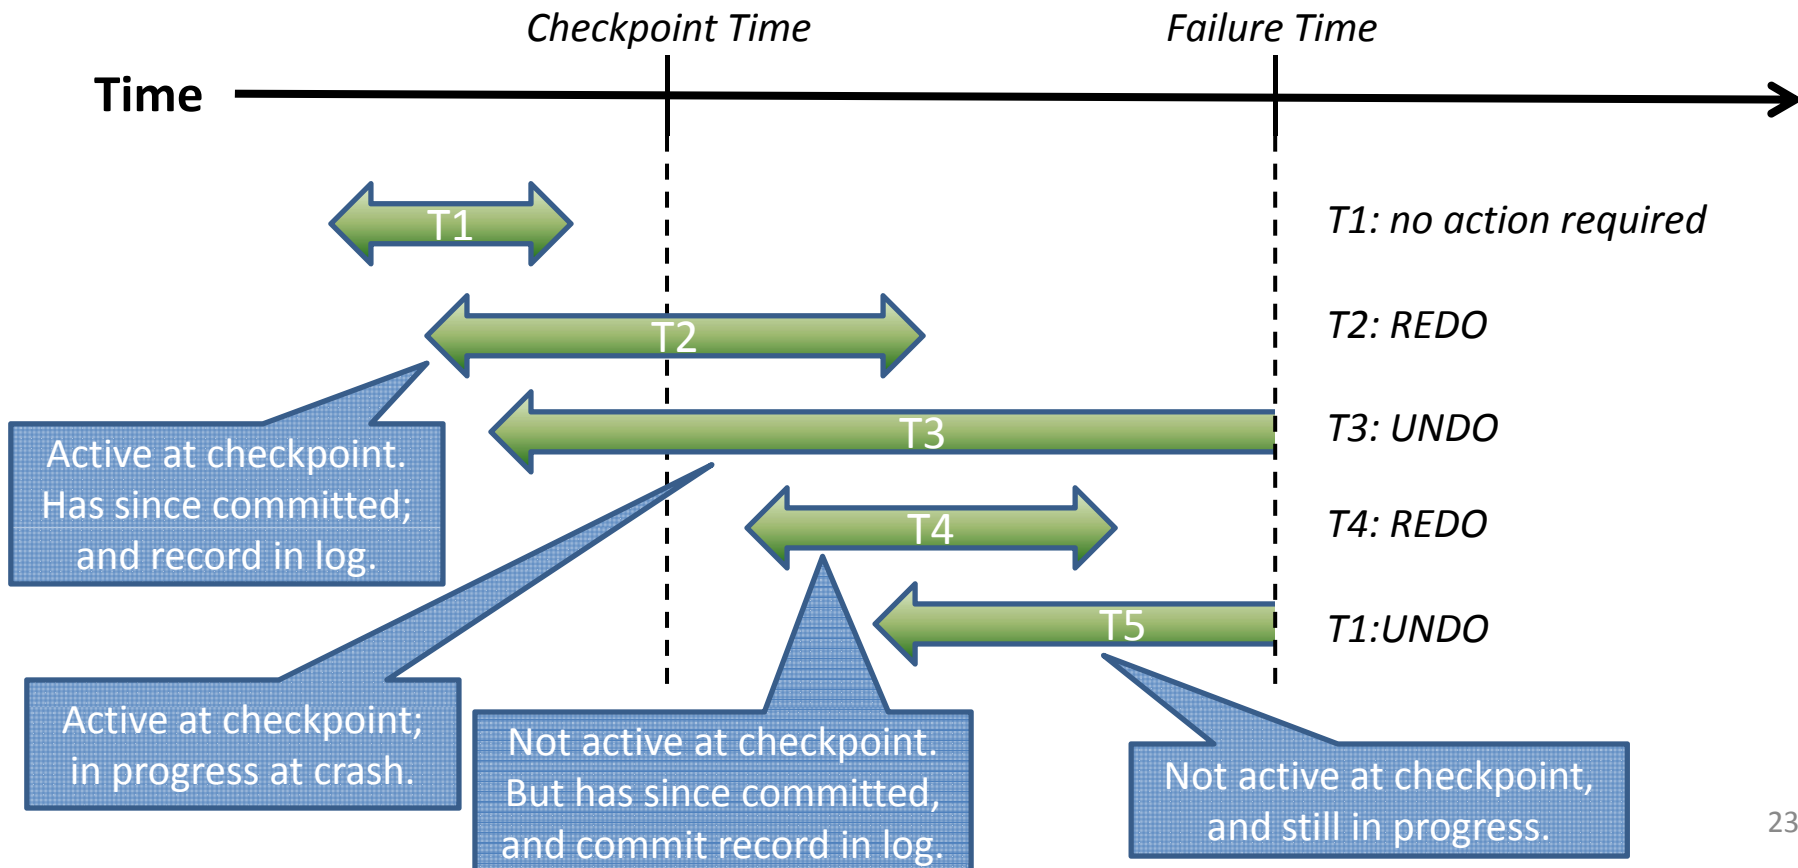 Checkpoint Time
Failure Time
Time
T1
T1: no action required
T2
T2: REDO
T3
T3: UNDO
Active at checkpoint.
Has since committed;
and record in log.
T4
T4: REDO
T5
T1:UNDO
Active at checkpoint;
in progress at crash.
Not active at checkpoint.
But has since committed,
and commit record in log.
Not active at checkpoint,
and still in progress.
23